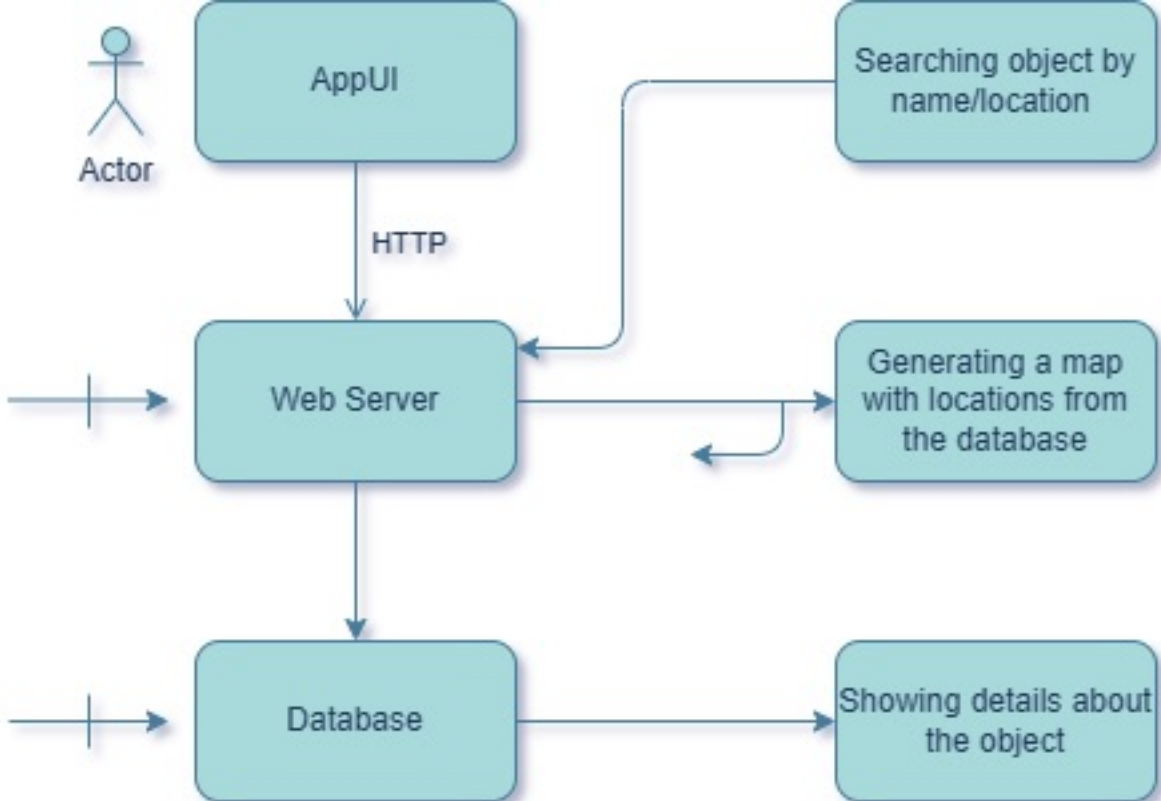 AppUI
Searching object by
name/location
Actor
HTTP
Web Server
Generating a map
with locations from
the database
Database
Showing details about
the object